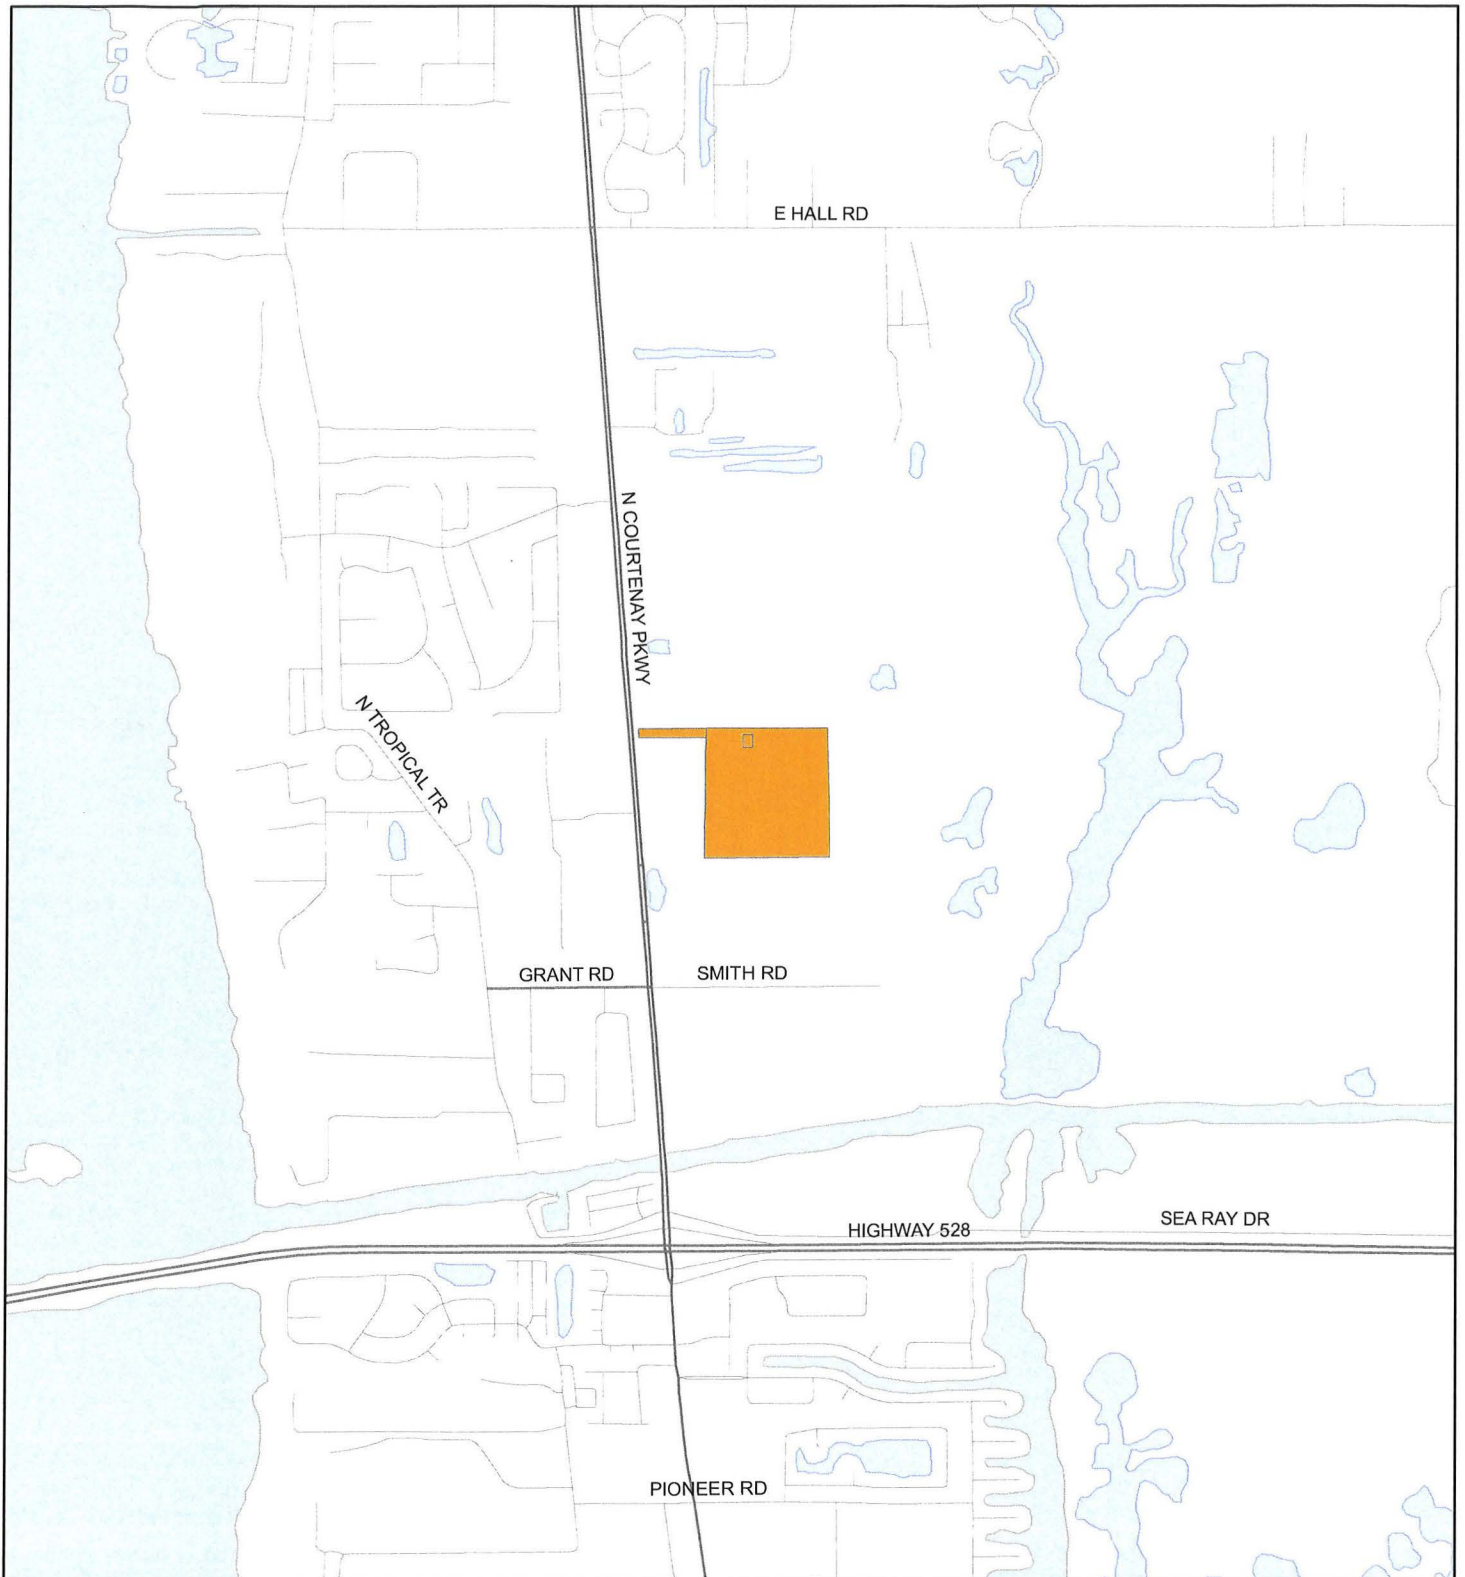 E HALL RD
N COURTENAY PKWY
N TROPICAL TR
GRANT RD
SMITH RD
SEA RAY DR
HIGHWAY 528
PIONEER RD